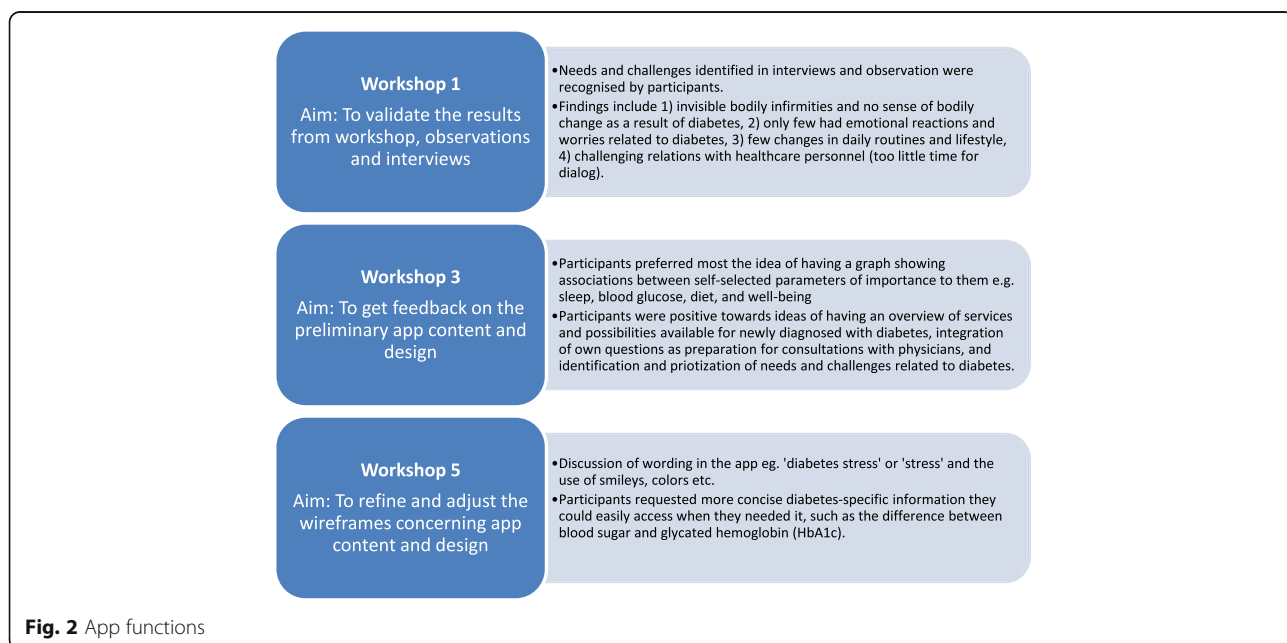 Workshop 1
Aim: To validate the results
from workshop, observations
and interviews
•Needs and challenges identified in interviews and observation were
recognised by participants.
•Findings include 1) invisible bodily infirmities and no sense of bodily
change as a result of diabetes, 2) only few had emotional reactions and
worries related to diabetes, 3) few changes in daily routines and lifestyle,
4) challenging relations with healthcare personnel (too little time for
dialog).
Workshop 3
Aim: To get feedback on the
preliminary app content and
design
•Participants preferred most the idea of having a graph showing
associations between self-selected parameters of importance to them e.g.
sleep, blood glucose, diet, and well-being
•Participants were positive towards ideas of having an overview of services
and possibilities available for newly diagnosed with diabetes, integration
of own questions as preparation for consultations with physicians, and
identification and priotization of needs and challenges related to diabetes.
Workshop 5
Aim: To refine and adjust the
wireframes concerning app
content and design
•Discussion of wording in the app eg. 'diabetes stress' or 'stress' and the
use of smileys, colors etc.
•Participants requested more concise diabetes-specific information they
could easily access when they needed it, such as the difference between
blood sugar and glycated hemoglobin (HbA1c).
Fig. 2 App functions